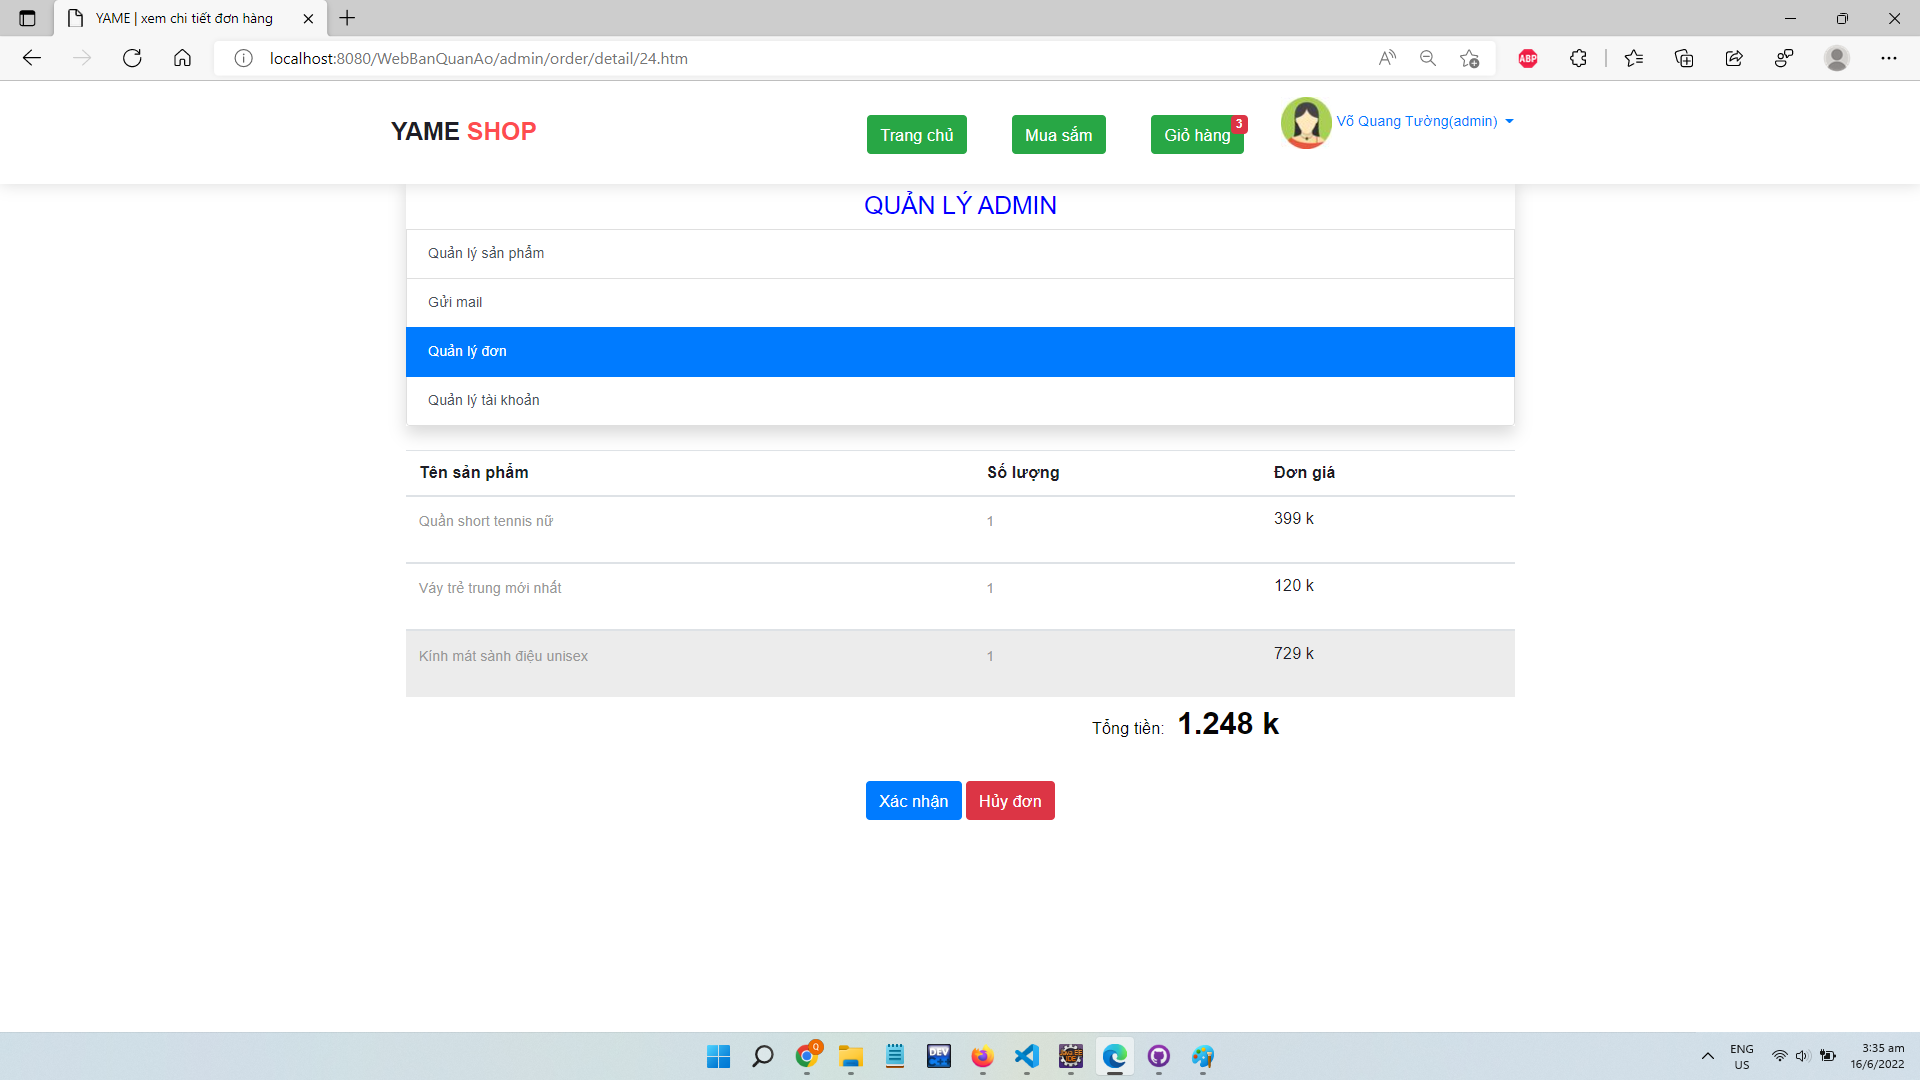 YAME | xem chi tiết đơn hàng
localhost:8080/WebBanQuanAo/admin/order/detail/24.htm
ABP
YAME SHOP
Trang chủ
Mua sắm
Giỏ hàng
3
Võ Quang Tường(admin)
QUẢN LÝ ADMIN
Quản lý sản phẩm
Gửi mail
Quản lý đơn
Quản lý tài khoản
Tên sản phẩm Số lượng Đơn giá
Quần short tennis nữ 1 399 k
Váy trẻ trung mới nhất 1 120 k
Kính mát sành điệu unisex 1 729 k
Tổng tiền: 1.248 k
Xác nhận Hủy đơn
Q
DEV
ENG
US
3:35 am
16/6/2022